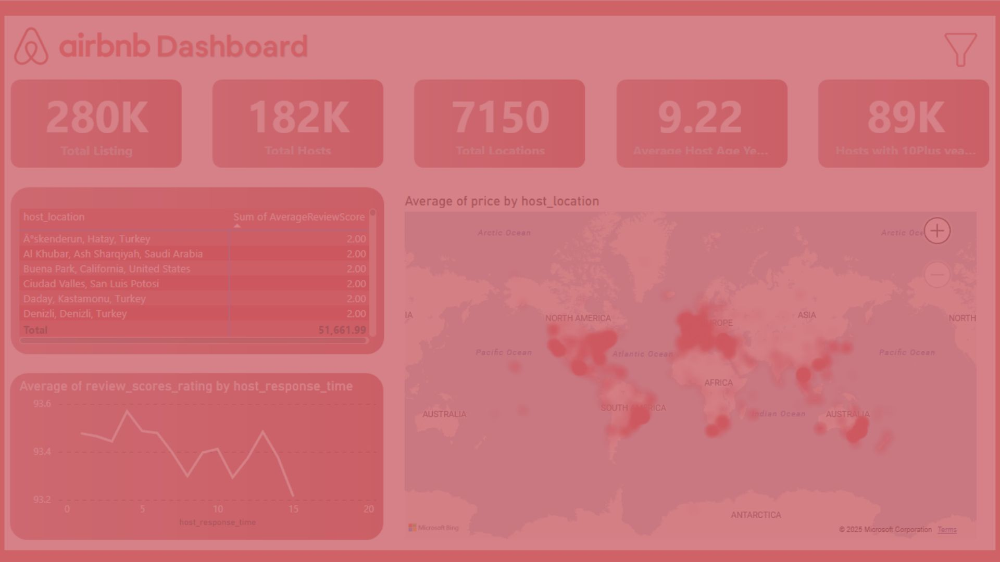 airbnb Dashboard
280K
Total Listing
182K
Total Hosts
7150
Total Locations
9.22
Average Host Age Ye...
89K
Hosts with 10Plus yea...
host_location Sum of AverageReviewScore
Äºskenderun, Hatay, Turkey 2.00
Al Khubar, Ash Sharqiyah, Saudi Arabia 2.00
Buena Park, California, United States 2.00
Ciudad Valles, San Luis Potosi 2.00
Daday, Kastamonu, Turkey 2.00
Denizli, Denizli, Turkey 2.00
Total 51,661.99
Average of review_scores_rating by host_response_time
93.6
93.4
93.2
0 5 10 15 20
host_response_time
Average of price by host_location
Arctic Ocean Arctic Oce
IA NORTH AMERICA EUROPE ASIA NORTH
Pacific Ocean Atlantic Ocean Pacific Ocean
AFRICA
AUSTRALIA SOUTH AMERICA Indian Ocean AUSTRALIA
ANTARCTICA
Microsoft Bing
© 2025 Microsoft Corporation Terms